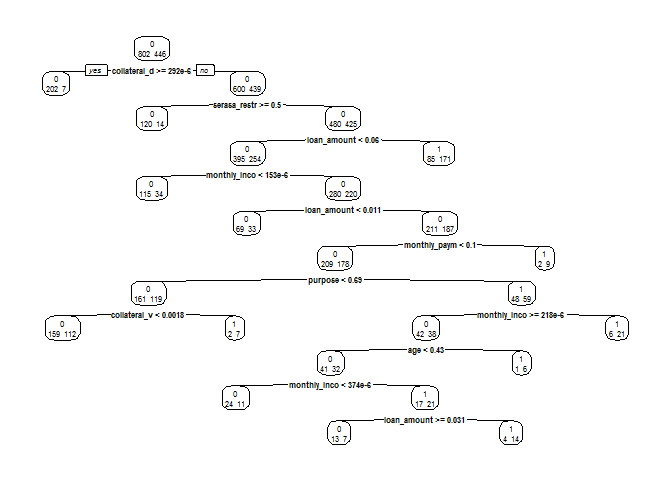 0
802 446
yes collateral_d >= 292e-6 no
0 0
202 7 600 439
serasa_restr >= 0.5
0 0
120 14 480 425
loan_amount < 0.06
0 1
395 254 85 171
monthly_inco < 153e-6
0 0
115 34 280 220
loan_amount < 0.011
0 0
69 33 211 187
monthly_paym < 0.1
0 1
209 178 2 9
purpose < 0.69
0 1
161 119 48 59
collateral_v < 0.0018 monthly_inco >= 218e-6
0 1 0 1
159 112 2 7 42 38 6 21
age < 0.43
0 1
41 32 1 6
monthly_inco < 374e-6
0 1
24 11 17 21
loan_amount >= 0.031
0 1
13 7 4 14